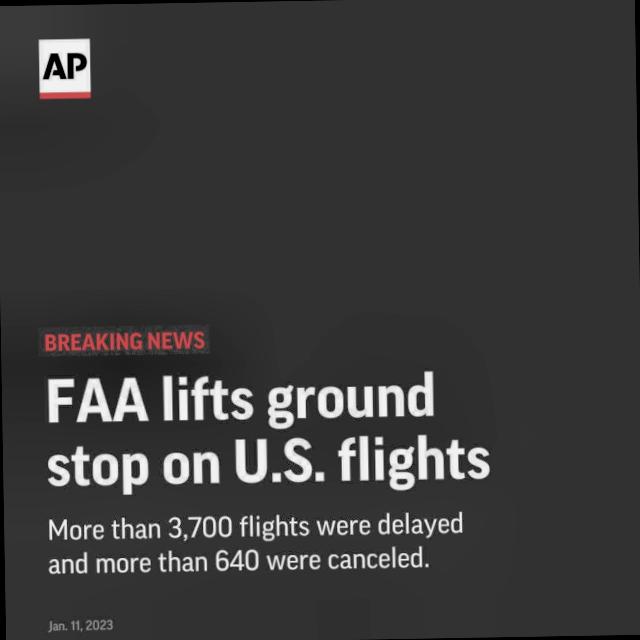 AP
BREAKING NEWS
FAA lifts ground
stop on U.S. flights
More than 3,700 flights were delayed
and more than 640 were canceled.
Jan. 11, 2023